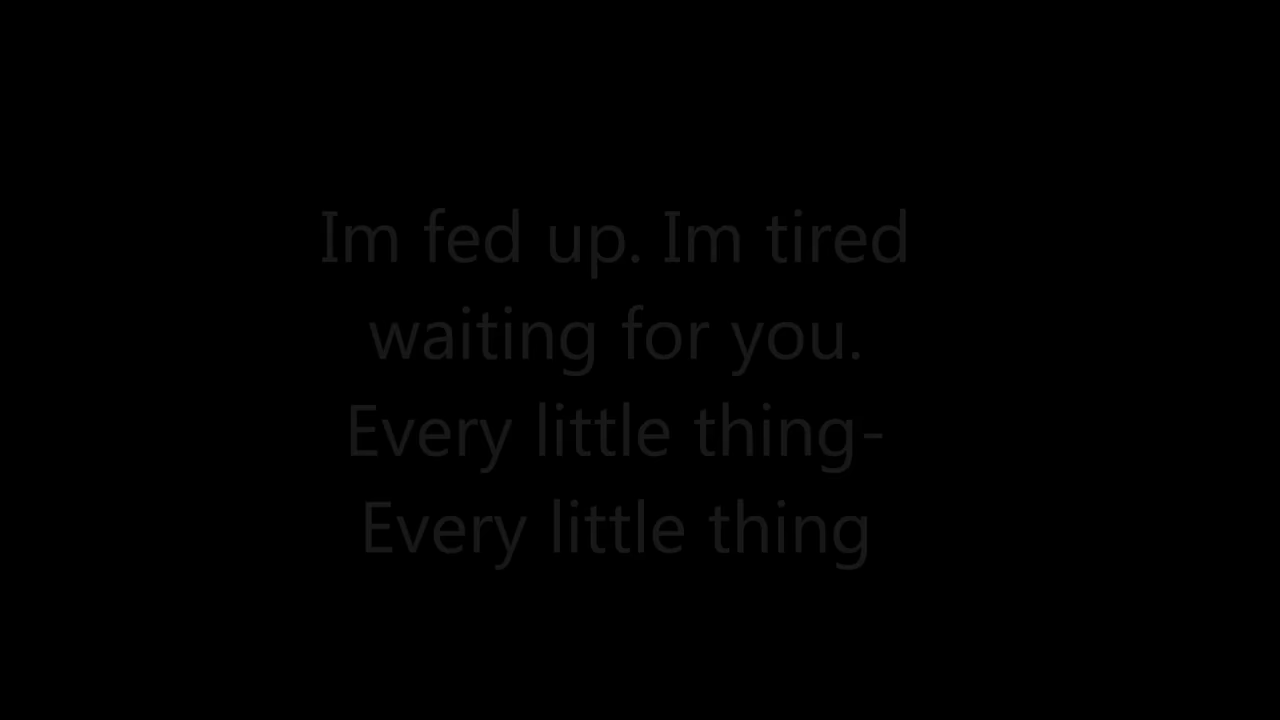 Im fed up. Im tired
waiting for you.
Every little thing-
Every little thing